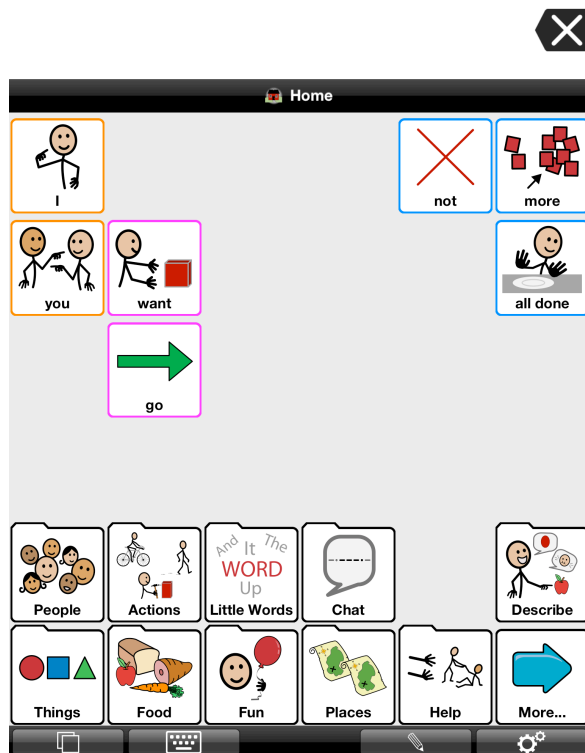 Home
I
not
more
you
want
all done
go
And It The
WORD
Up
People
Actions
Little Words
Chat
Describe
Things
Food
Fun
Places
Help
More...